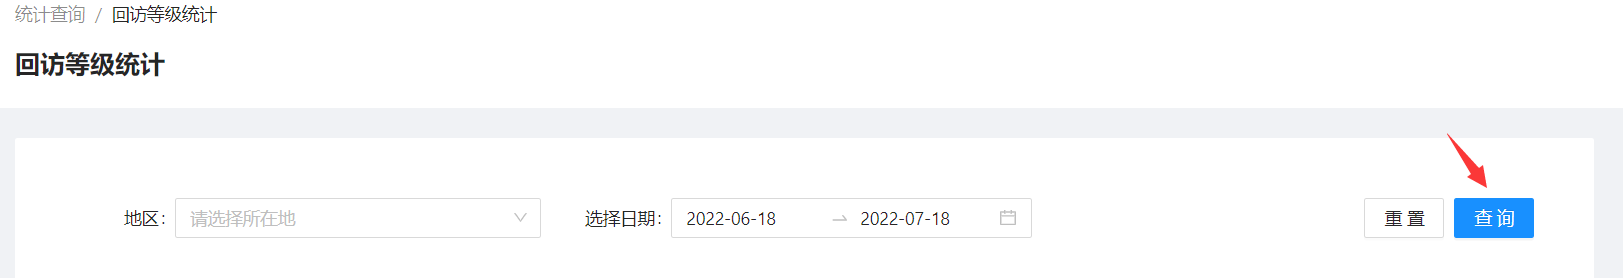 统计查询 / 回访等级统计
回访等级统计
地区： 请选择所在地 选择日期： 2022-06-18 → 2022-07-18 重 置 查 询